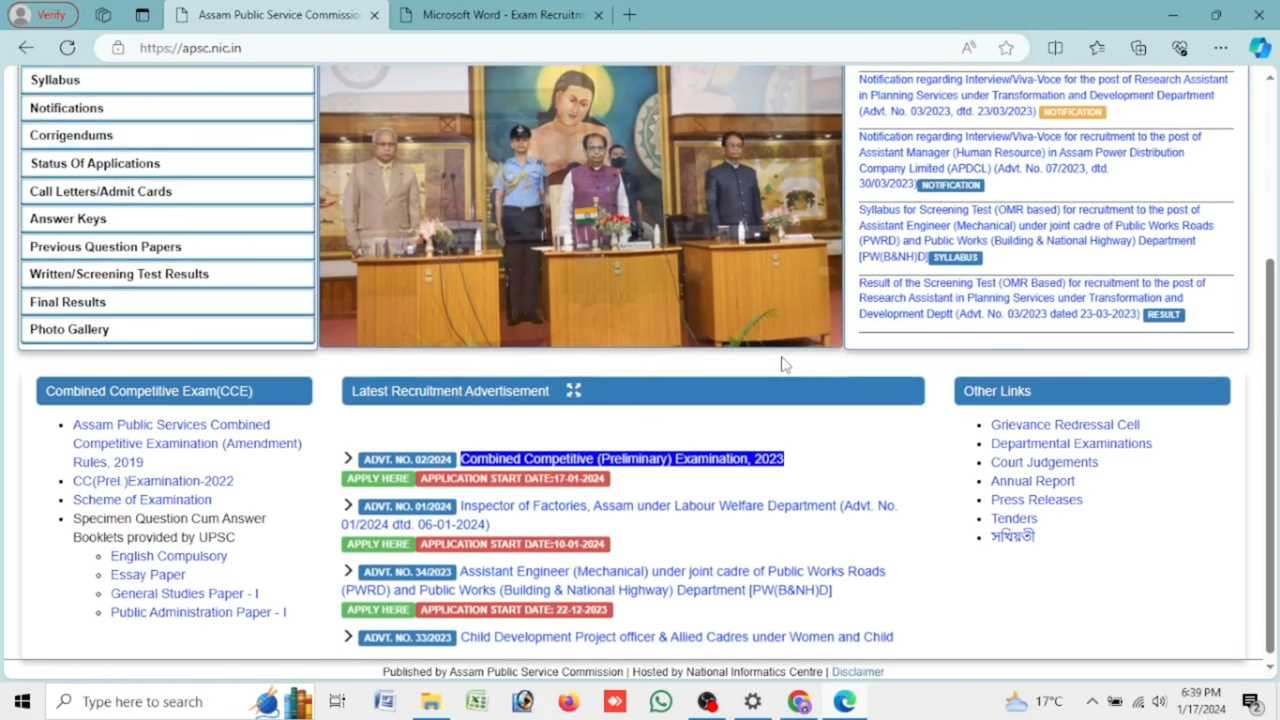 Verify
Assam Public Service Commissio
Microsoft Word - Exam Recruitm
https://apsc.nic.in
Syllabus
Notifications
Corrigendums
Status Of Applications
Call Letters/Admit Cards
Answer Keys
Previous Question Papers
Written/Screening Test Results
Final Results
Photo Gallery
Notification regarding Interview/Viva-Voce for the post of Research Assistant
in Planning Services under Transformation and Development Department
(Advt. No. 03/2023, dtd. 23/03/2023) NOTIFICATION
Notification regarding Interview/Viva-Voce for recruitment to the post of
Assistant Manager (Human Resource) in Assam Power Distribution
Company Limited (APDCL) (Advt. No. 07/2023, dtd.
30/03/2023) NOTIFICATION
Syllabus for Screening Test (OMR based) for recruitment to the post of
Assistant Engineer (Mechanical) under joint cadre of Public Works Roads
(PWRD) and Public Works (Building & National Highway) Department
[PW(B&NH)D] SYLLABUS
Result of the Screening Test (OMR Based) for recruitment to the post of
Research Assistant in Planning Services under Transformation and
Development Deptt (Advt. No. 03/2023 dated 23-03-2023) RESULT
Combined Competitive Exam(CCE)
Assam Public Services Combined
Competitive Examination (Amendment)
Rules, 2019
CC(Prel.)Examination-2022
Scheme of Examination
Specimen Question Cum Answer
Booklets provided by UPSC
English Compulsory
Essay Paper
General Studies Paper - I
Public Administration Paper - I
Latest Recruitment Advertisement
ADVT. NO. 02/2024 Combined Competitive (Preliminary) Examination, 2023
APPLY HERE APPLICATION START DATE:17-01-2024
ADVT. NO. 01/2024 Inspector of Factories, Assam under Labour Welfare Department (Advt. No.
01/2024 dtd. 06-01-2024)
APPLY HERE APPLICATION START DATE:10-01-2024
ADVT. NO. 34/2023 Assistant Engineer (Mechanical) under joint cadre of Public Works Roads
(PWRD) and Public Works (Building & National Highway) Department [PW(B&NH)D]
APPLY HERE APPLICATION START DATE: 22-12-2023
ADVT. NO. 33/2023 Child Development Project officer & Allied Cadres under Women and Child
Other Links
Grievance Redressal Cell
Departmental Examinations
Court Judgements
Annual Report
Press Releases
Tenders
সখিয়তী
Published by Assam Public Service Commission | Hosted by National Informatics Centre | Disclaimer
Type here to search
17°C
6:39 PM
1/17/2024
2